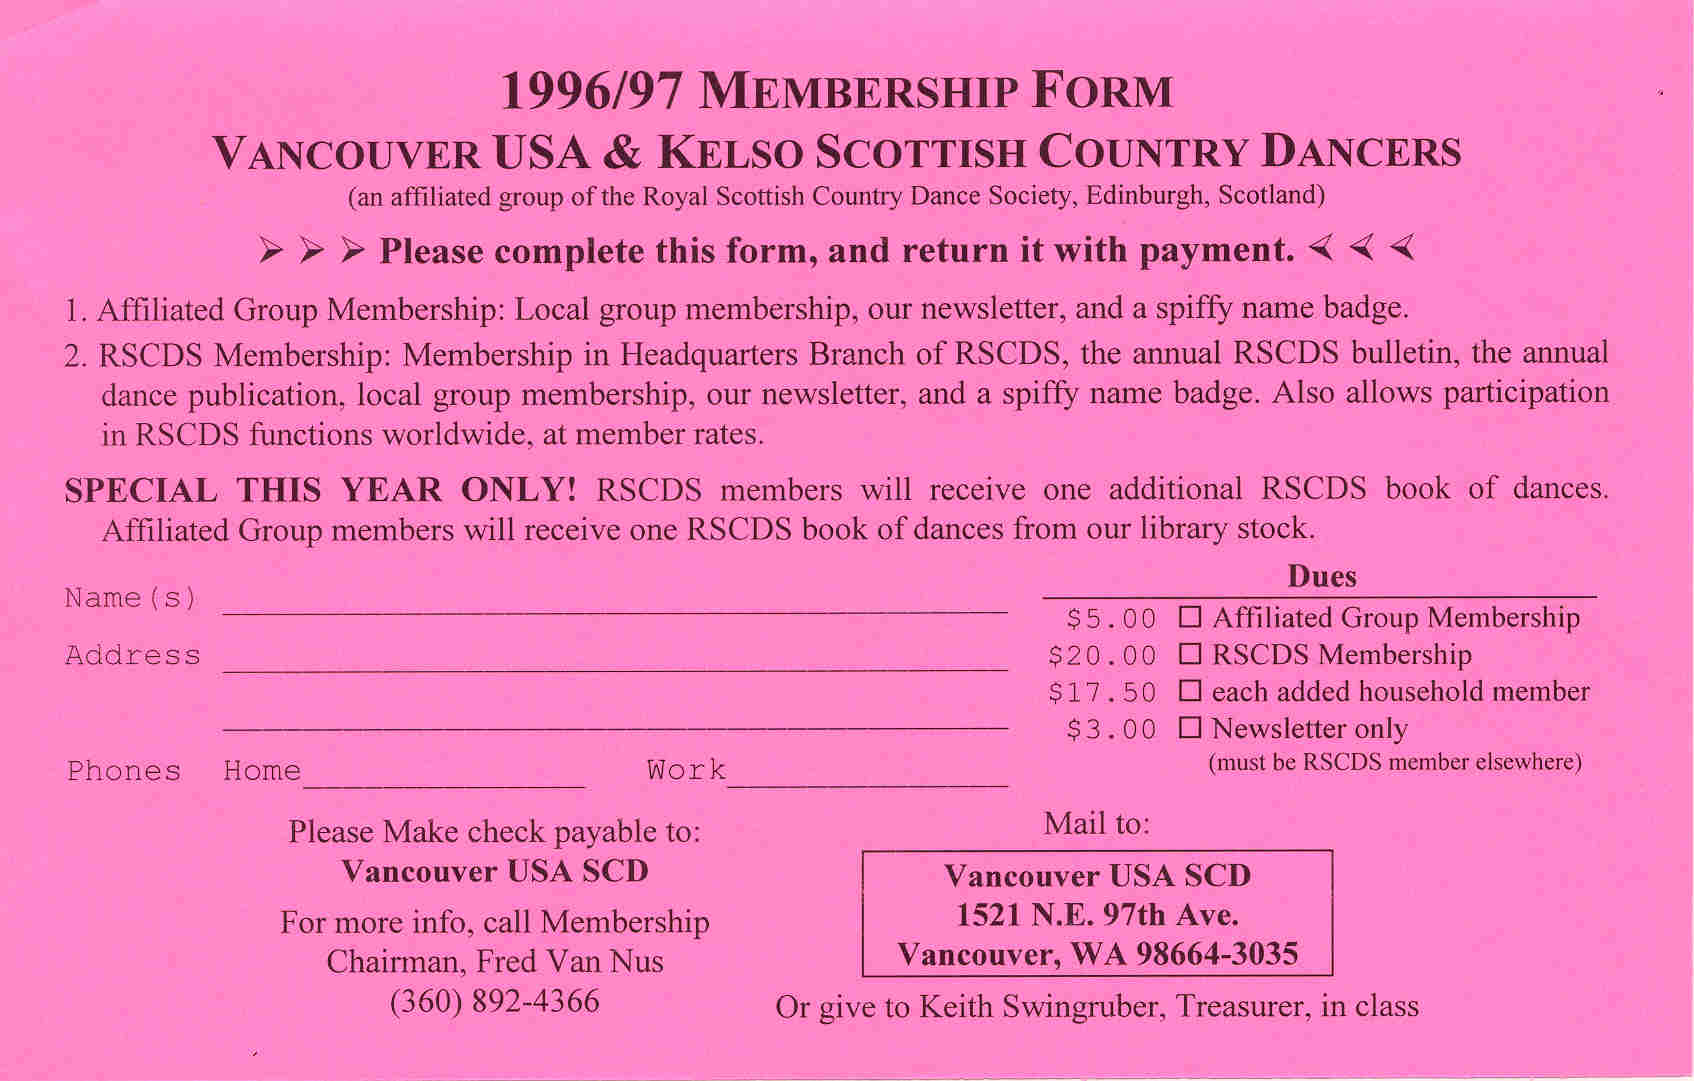 1996/97 MEMBERSHIP FORM
VANCOUVER USA & KELSO SCOTTISH COUNTRY DANCERS
(an affiliated group of the Royal Scottish Country Dance Society, Edinburgh, Scotland)
➢ ➢ ➢ Please complete this form, and return it with payment. ⮘ ⮘ ⮘
1. Affiliated Group Membership: Local group membership, our newsletter, and a spiffy name badge.
2. RSCDS Membership: Membership in Headquarters Branch of RSCDS, the annual RSCDS bulletin, the annual
dance publication, local group membership, our newsletter, and a spiffy name badge. Also allows participation
in RSCDS functions worldwide, at member rates.
SPECIAL THIS YEAR ONLY! RSCDS members will receive one additional RSCDS book of dances.
Affiliated Group members will receive one RSCDS book of dances from our library stock.
Name(s)
Address
Phones Home Work
Dues
$5.00 ☐ Affiliated Group Membership
$20.00 ☐ RSCDS Membership
$17.50 ☐ each added household member
$3.00 ☐ Newsletter only
(must be RSCDS member elsewhere)
Please Make check payable to:
Vancouver USA SCD
For more info, call Membership
Chairman, Fred Van Nus
(360) 892-4366
Mail to:
Vancouver USA SCD
1521 N.E. 97th Ave.
Vancouver, WA 98664-3035
Or give to Keith Swingruber, Treasurer, in class